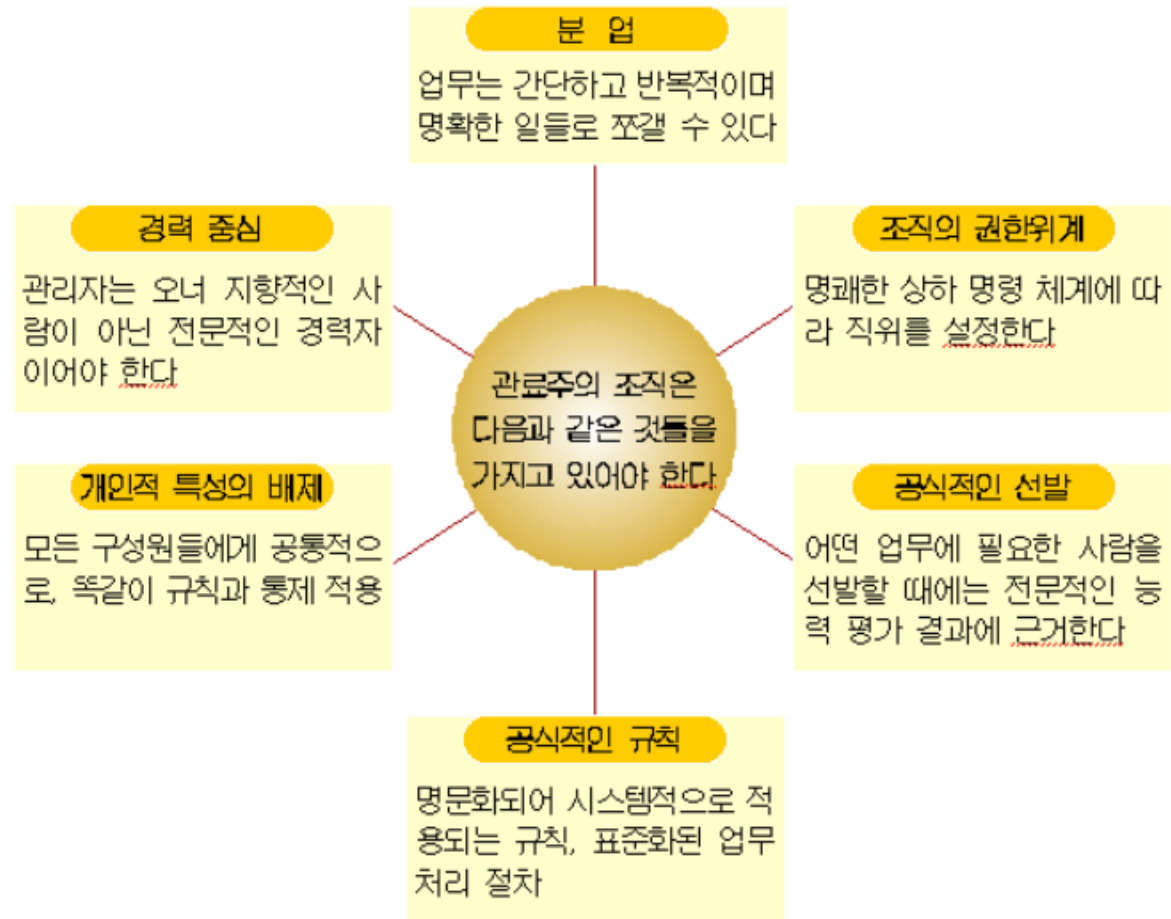 분 업
업무는 간단하고 반복적이며
명확한 일들로 쪼갤 수 있다
경력 중심
관리자는 오너 지향적인 사
람이 아닌 전문적인 경력자
이어야 한다
조직의 권한위계
명쾌한 상하 명령 체계에 따
라 직위를 설정한다
관료주의 조직은
다음과 같은 것들을
가지고 있어야 한다
개인적 특성의 배제
모든 구성원들에게 공통적으
로, 똑같이 규칙과 통제 적용
공식적인 선발
어떤 업무에 필요한 사람을
선발할 때에는 전문적인 능
력 평가 결과에 근거한다
공식적인 규칙
명문화되어 시스템적으로 적
용되는 규칙, 표준화된 업무
처리 절차